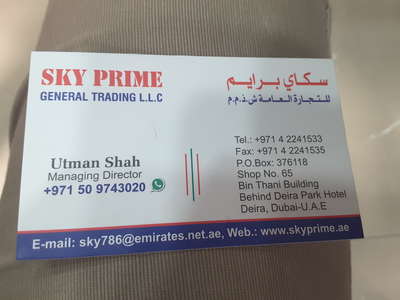 SKY PRIME
GENERAL TRADING L.L.C
سكاي برايم
للتجارة العامة ش.ذ.م.م
Utman Shah
Managing Director
+971 50 9743020
Tel.: +971 4 2241533
Fax: +971 4 2241535
P.O.Box: 376118
Shop No. 65
Bin Thani Building
Behind Deira Park Hotel
Deira, Dubai-U.A.E
E-mail: sky786@emirates.net.ae, Web.: www.skyprime.ae